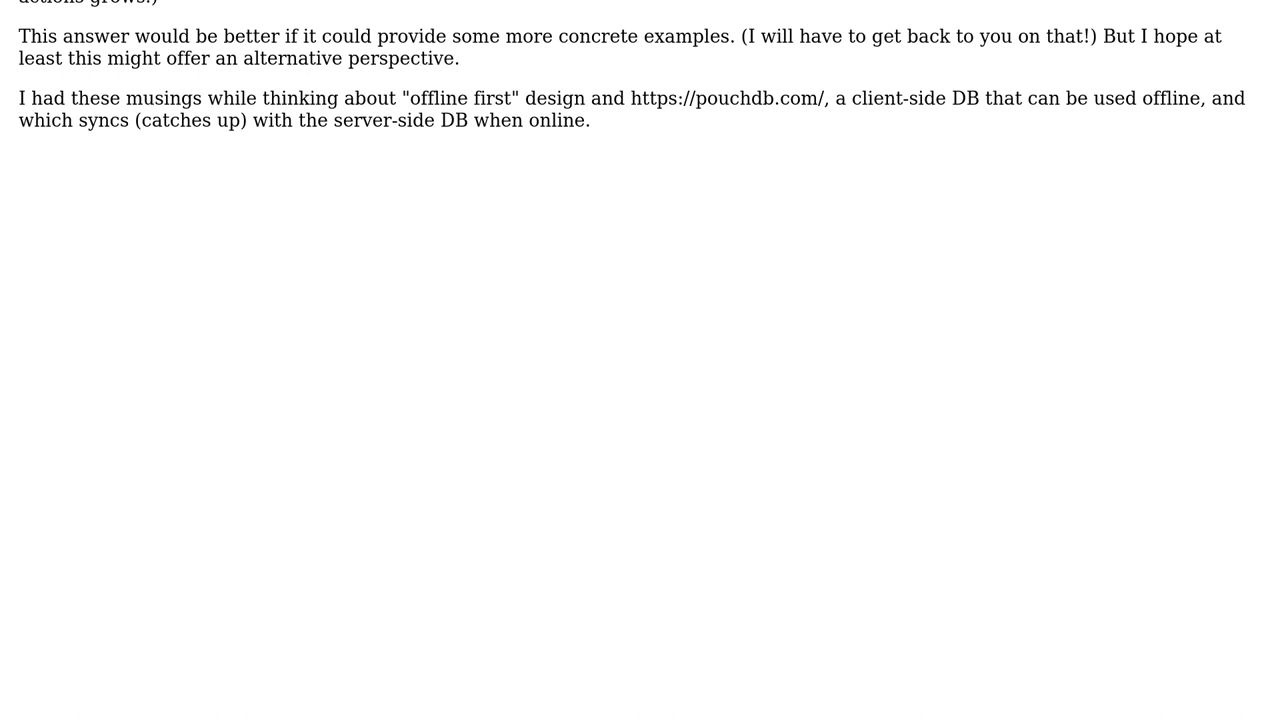 actions grows!)
This answer would be better if it could provide some more concrete examples. (I will have to get back to you on that!) But I hope at
least this might offer an alternative perspective.
I had these musings while thinking about "offline first" design and https://pouchdb.com/, a client-side DB that can be used offline, and
which syncs (catches up) with the server-side DB when online.